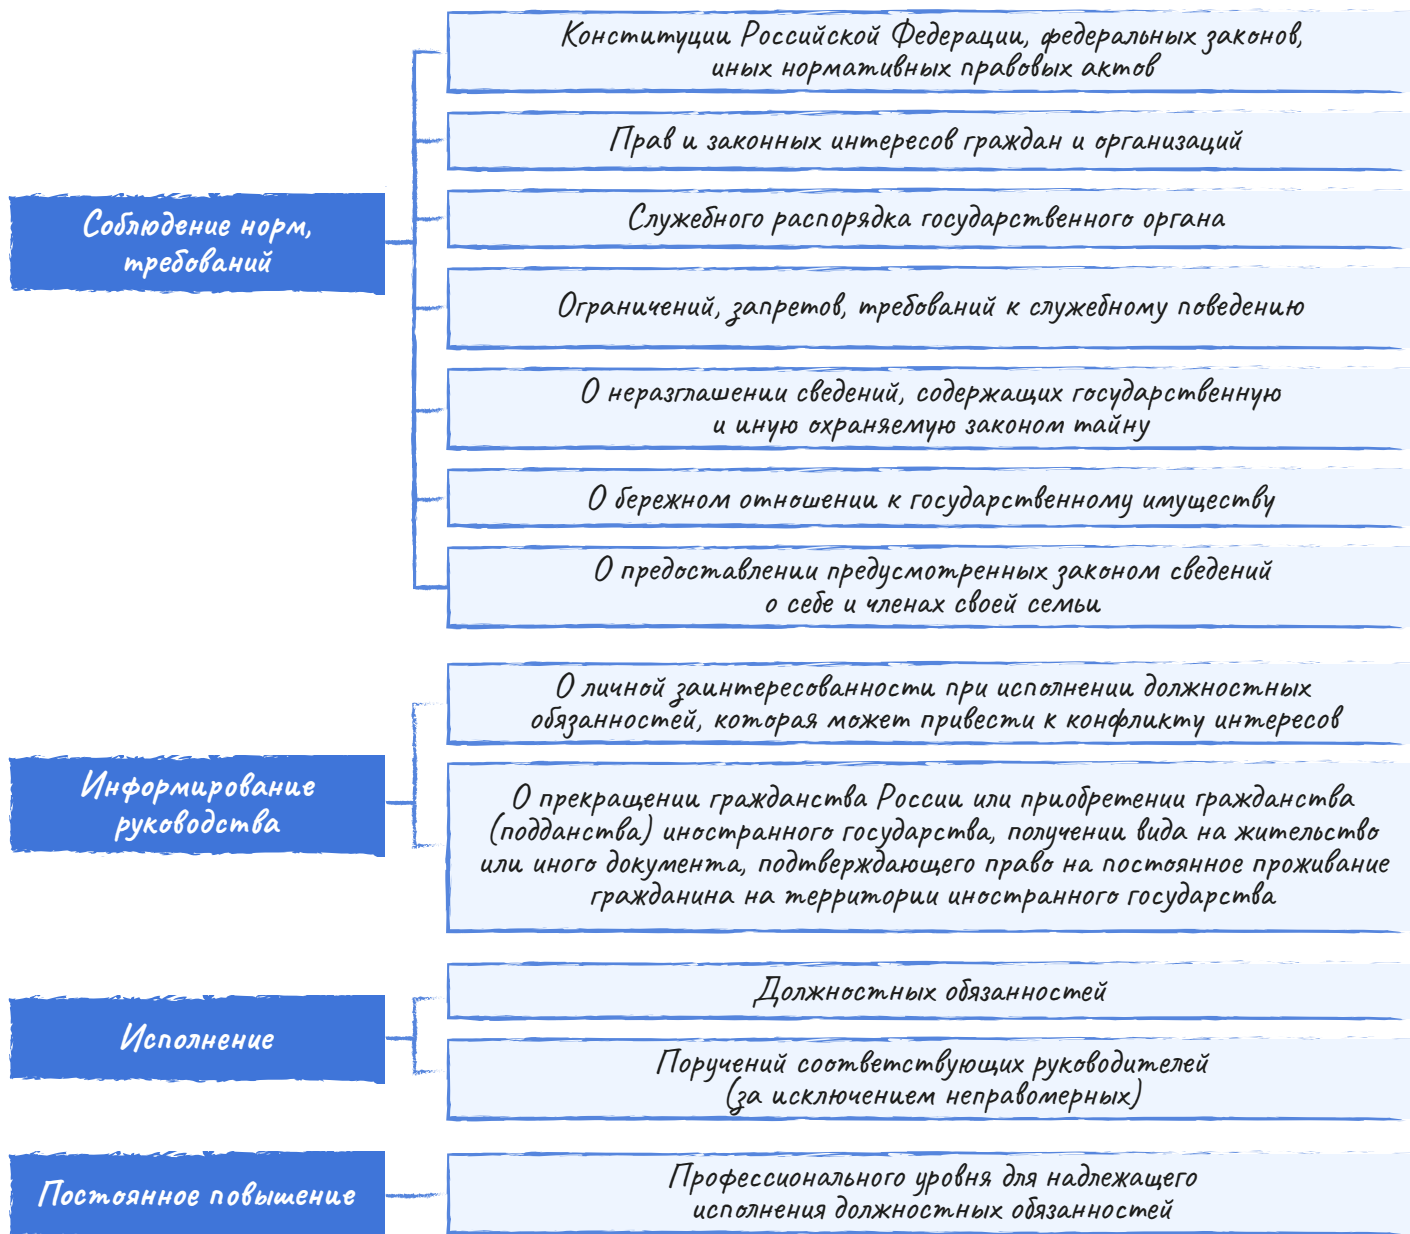 Соблюдение норм,
требований
Конституции Российской Федерации, федеральных законов,
иных нормативных правовых актов
Прав и законных интересов граждан и организаций
Служебного распорядка государственного органа
Ограничений, запретов, требований к служебному поведению
О неразглашении сведений, содержащих государственную
и иную охраняемую законом тайну
О бережном отношении к государственному имуществу
О предоставлении предусмотренных законом сведений
о себе и членах своей семьи
Информирование
руководства
О личной заинтересованности при исполнении должностных
обязанностей, которая может привести к конфликту интересов
О прекращении гражданства России или приобретении гражданства
(подданства) иностранного государства, получении вида на жительство
или иного документа, подтверждающего право на постоянное проживание
гражданина на территории иностранного государства
Исполнение
Должностных обязанностей
Поручений соответствующих руководителей
(за исключением неправомерных)
Постоянное повышение
Профессионального уровня для надлежащего
исполнения должностных обязанностей